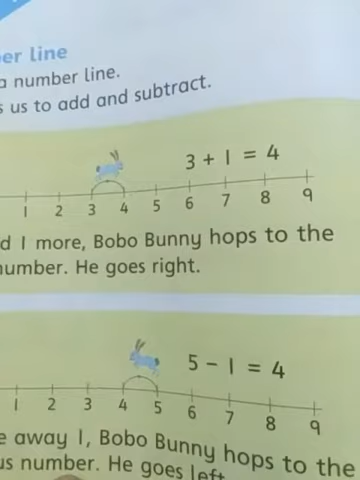 er line
a number line.
s us to add and subtract.
3 + 1 = 4
1 2 3 4 5 6 7 8 9
d 1 more, Bobo Bunny hops to the
number. He goes right.
5 - 1 = 4
1 2 3 4 5 6 7 8 9
e away 1, Bobo Bunny hops to the
us number. He goes left.